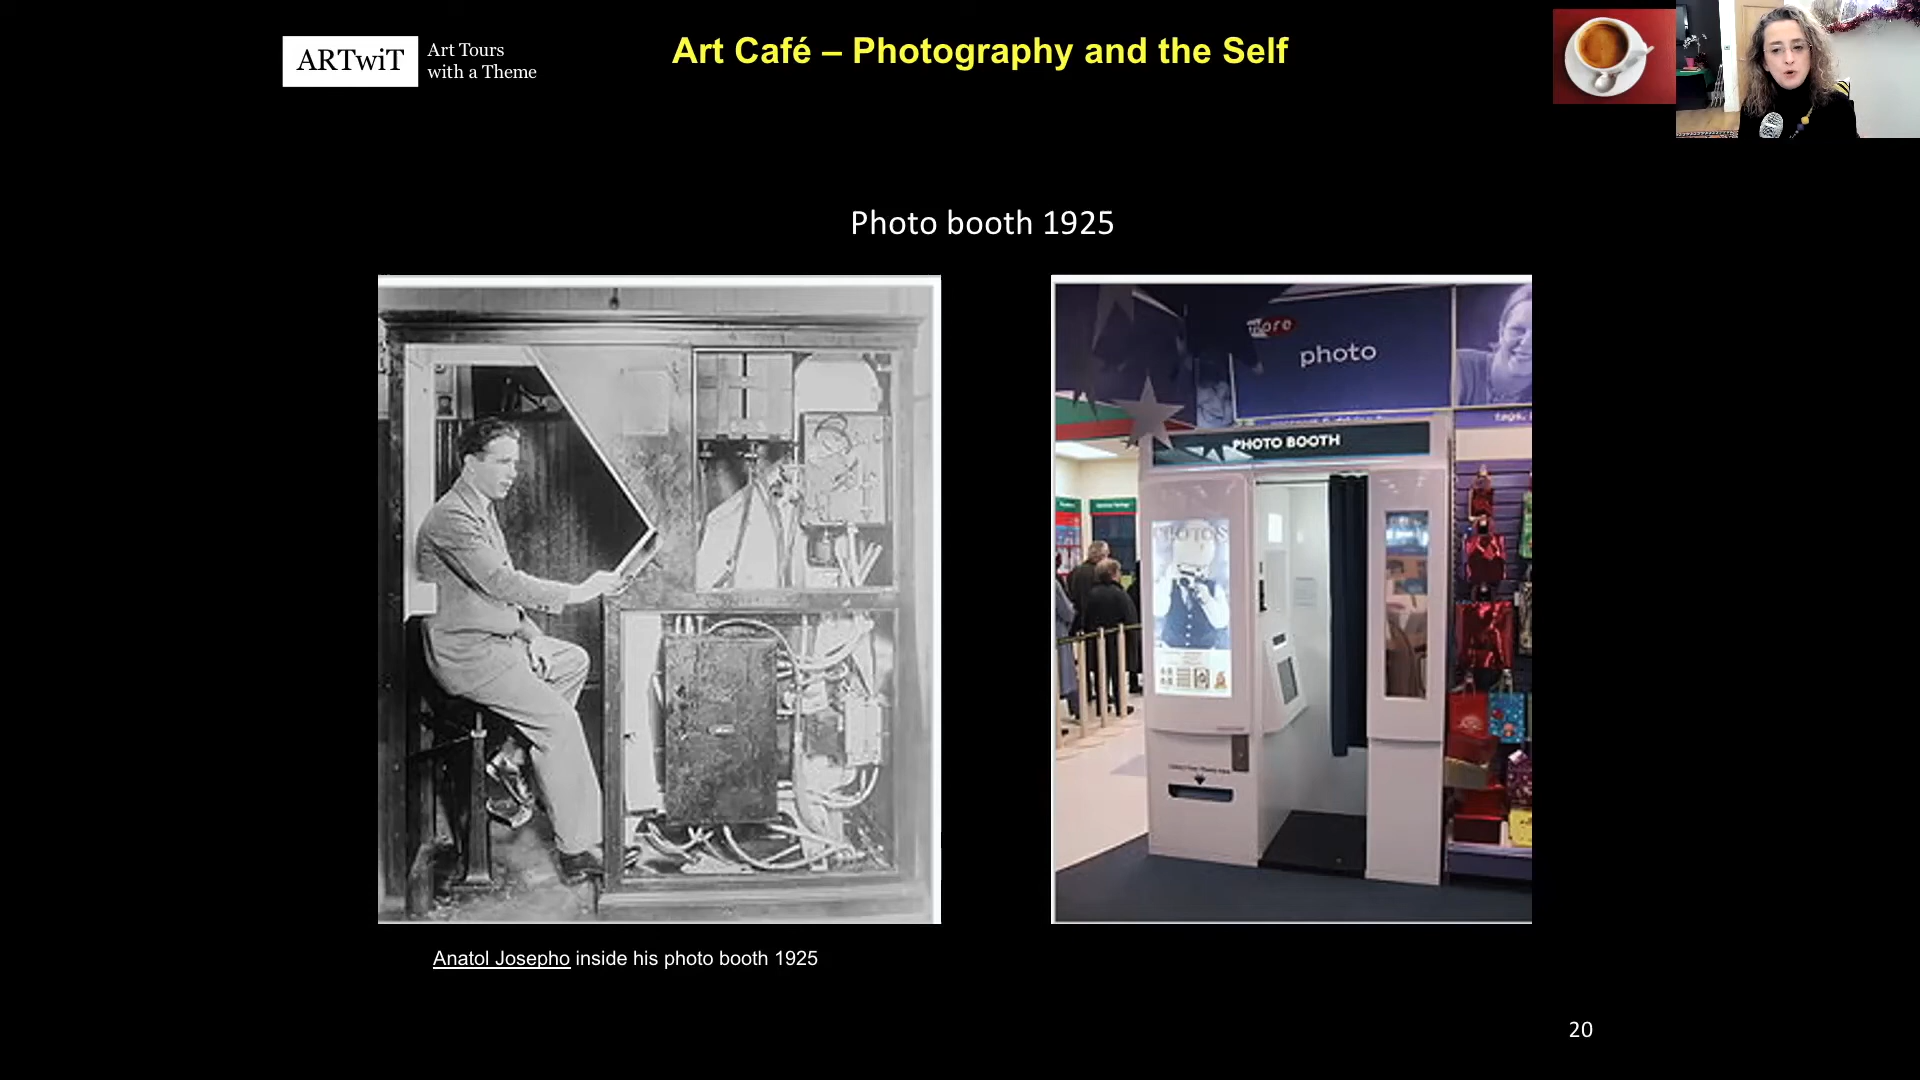 ARTwiT
Art Tours
with a Theme
Art Café – Photography and the Self
Photo booth 1925
more
photo
PHOTO BOOTH
PHOTOS
Anatol Josepho inside his photo booth 1925
20